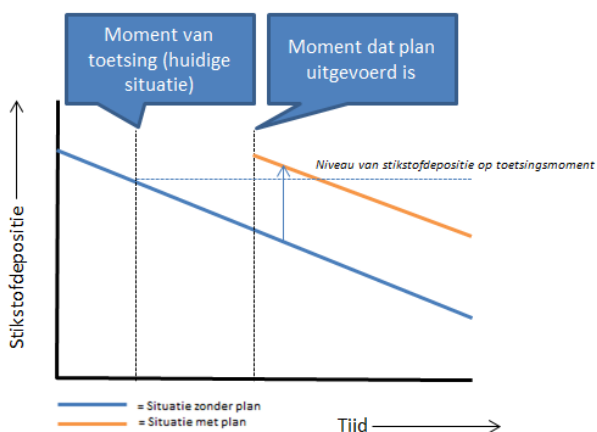 Moment van
toetsing (huidige
situatie)
Moment dat plan
uitgevoerd is
Niveau van stikstofdepositie op toetsingsmoment
Stikstofdepositie
= Situatie zonder plan
= Situatie met plan
Tijd